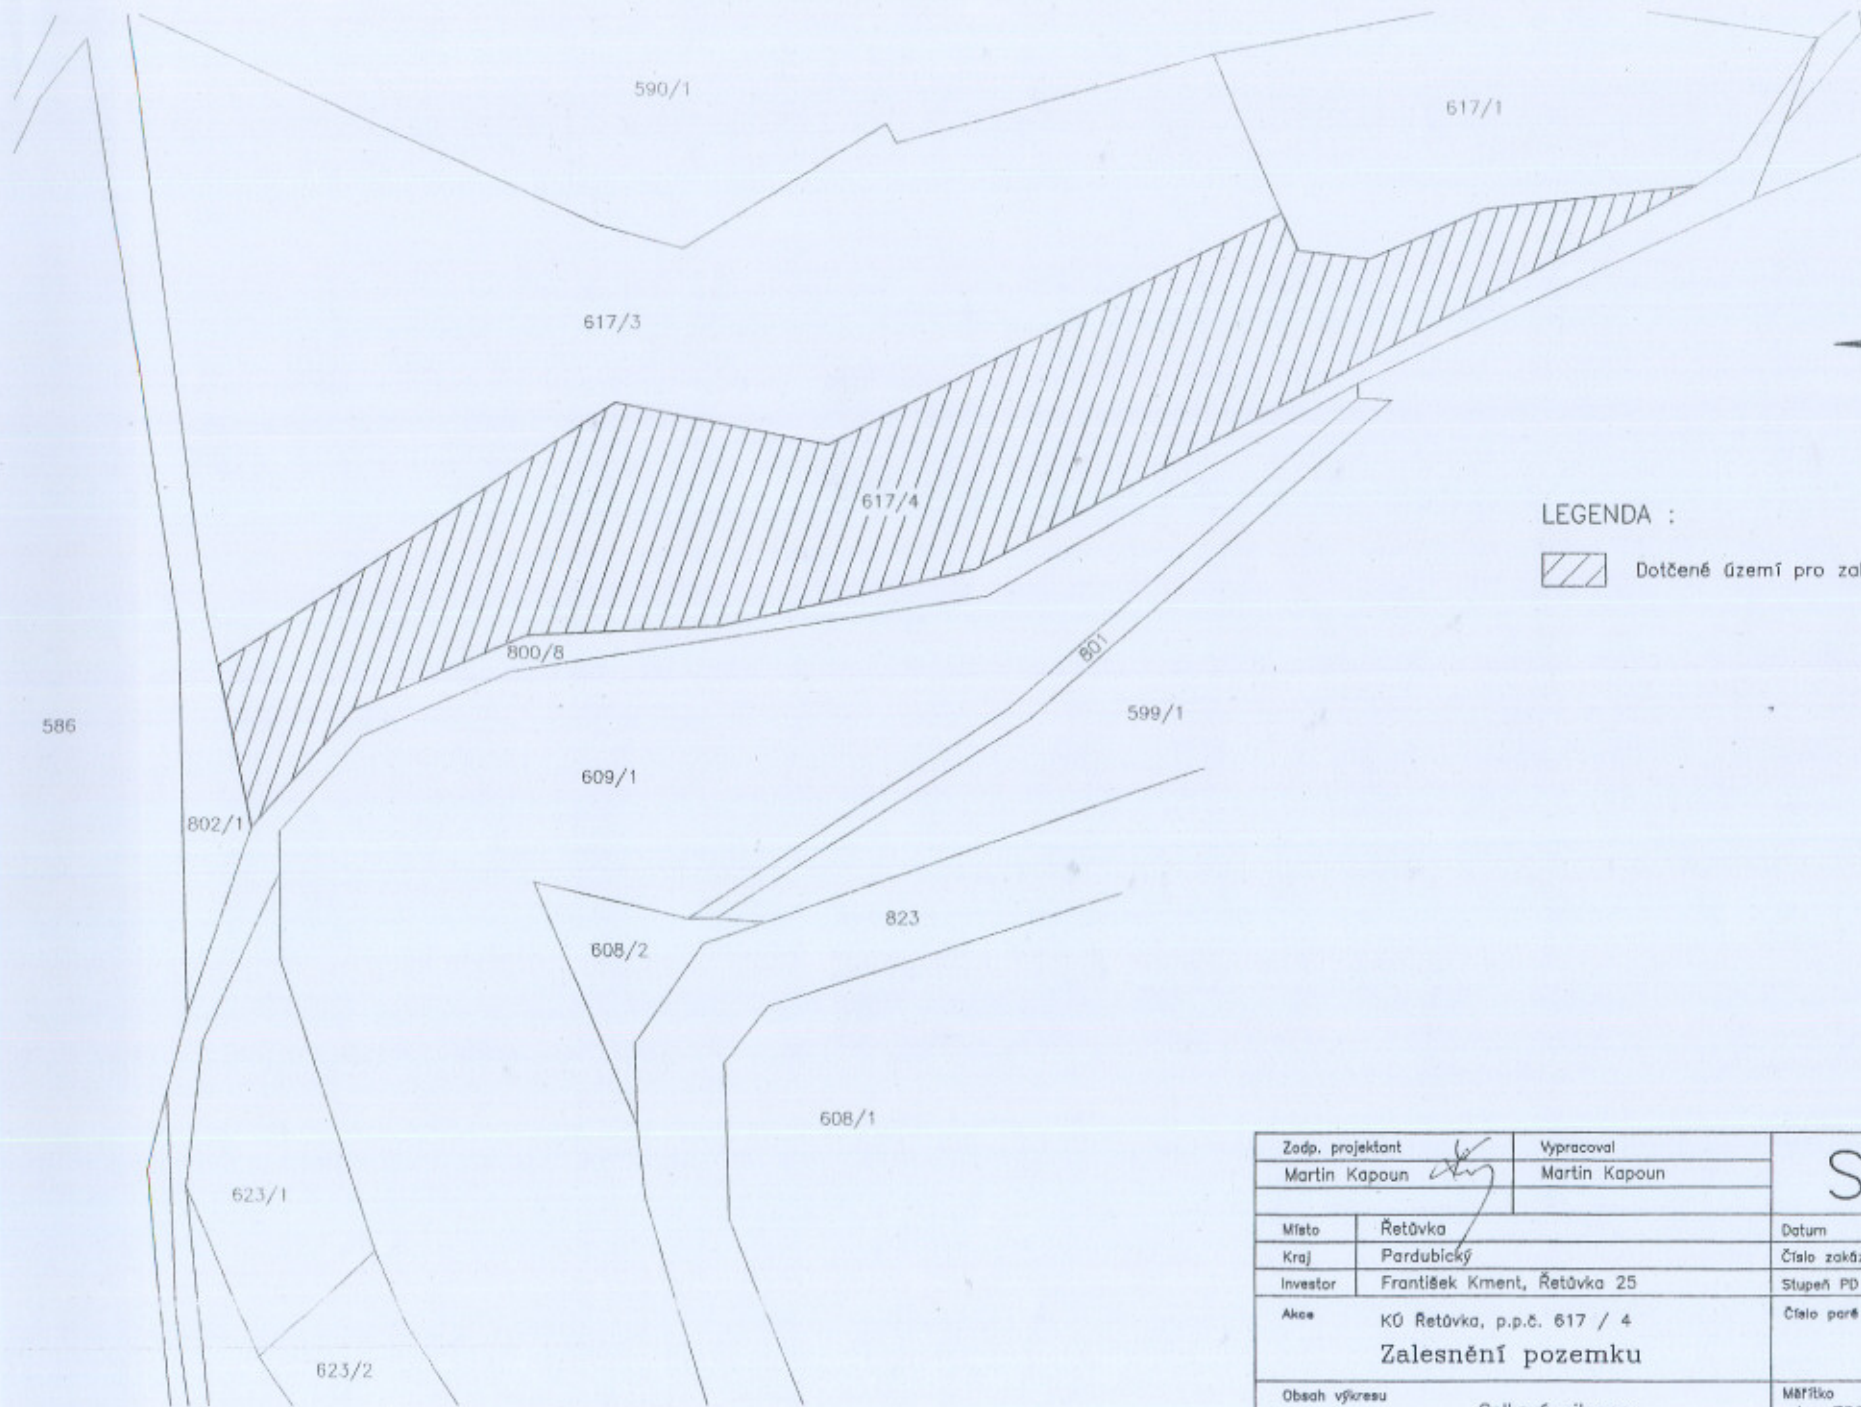 590/1
617/1
617/3
617/4
LEGENDA :
Dotčené území pro
800/8
801
599/1
586
609/1
802/1
823
608/2
608/1
623/1
623/2
Zodp. projektant
Vypracoval
Martin Kapoun
Martin Kapoun
S
Místo
Řetůvka
Datum
Kraj
Pardubický
Číslo
Investor
František Kment, Řetůvka 25
Stupeň PD
Akce
KÚ Řetůvka, p.p.č. 617 / 4
Číslo paré
Zalesnění pozemku
Obsah výkresu
Měřítko